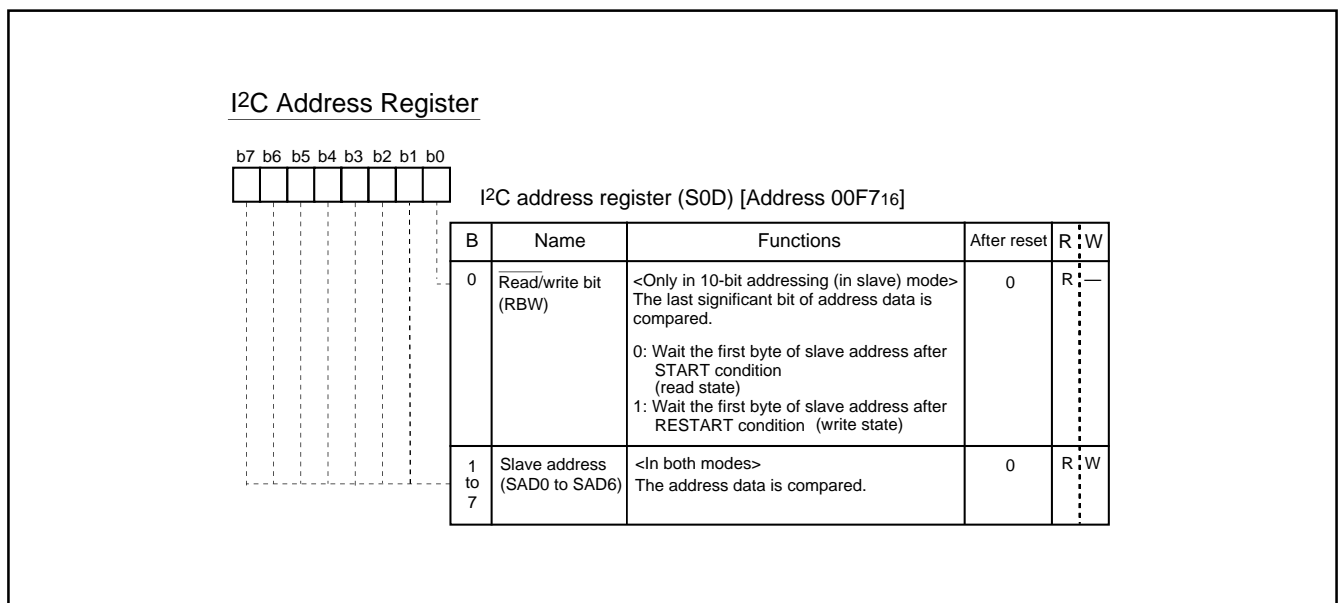 I2C Address Register
b7 b6 b5 b4 b3 b2 b1 b0
I2C address register (S0D) [Address 00F716]
B Name Functions After reset R W
0 Read/write bit (RBW) <Only in 10-bit addressing (in slave) mode> 0 R —
The last significant bit of address data is
compared.
0: Wait the first byte of slave address after
START condition
(read state)
1: Wait the first byte of slave address after
RESTART condition (write state)
1 to 7 Slave address (SAD0 to SAD6) <In both modes> 0 R W
The address data is compared.